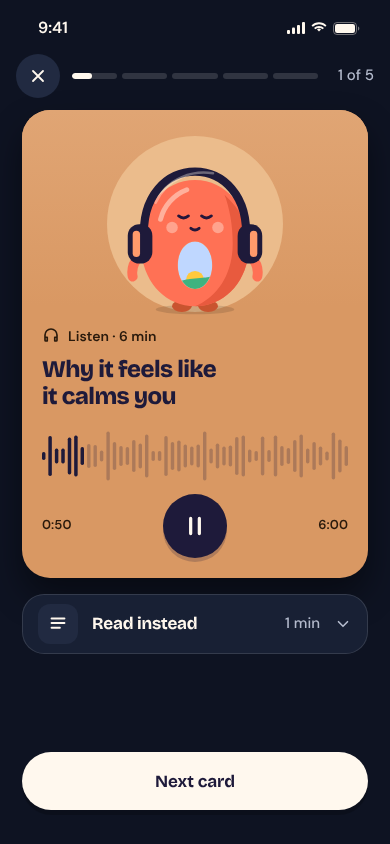 9:41
1 of 5
Listen · 6 min
Why it feels like
it calms you
0:50
6:00
Read instead
1 min
Next card